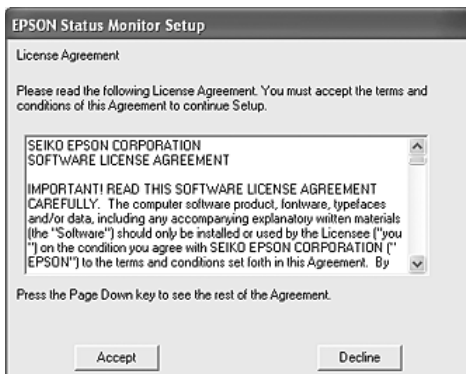 EPSON Status Monitor Setup
License Agreement
Please read the following License Agreement. You must accept the terms and
conditions of this Agreement to continue Setup.
SEIKO EPSON CORPORATION
SOFTWARE LICENSE AGREEMENT
IMPORTANT! READ THIS SOFTWARE LICENSE AGREEMENT
CAREFULLY. The computer software product, fontware, typefaces
and/or data, including any accompanying explanatory written materials
(the "Software") should only be installed or used by the Licensee ("you
") on the condition you agree with SEIKO EPSON CORPORATION ("
EPSON") to the terms and conditions set forth in this Agreement. By
Press the Page Down key to see the rest of the Agreement.
Accept
Decline